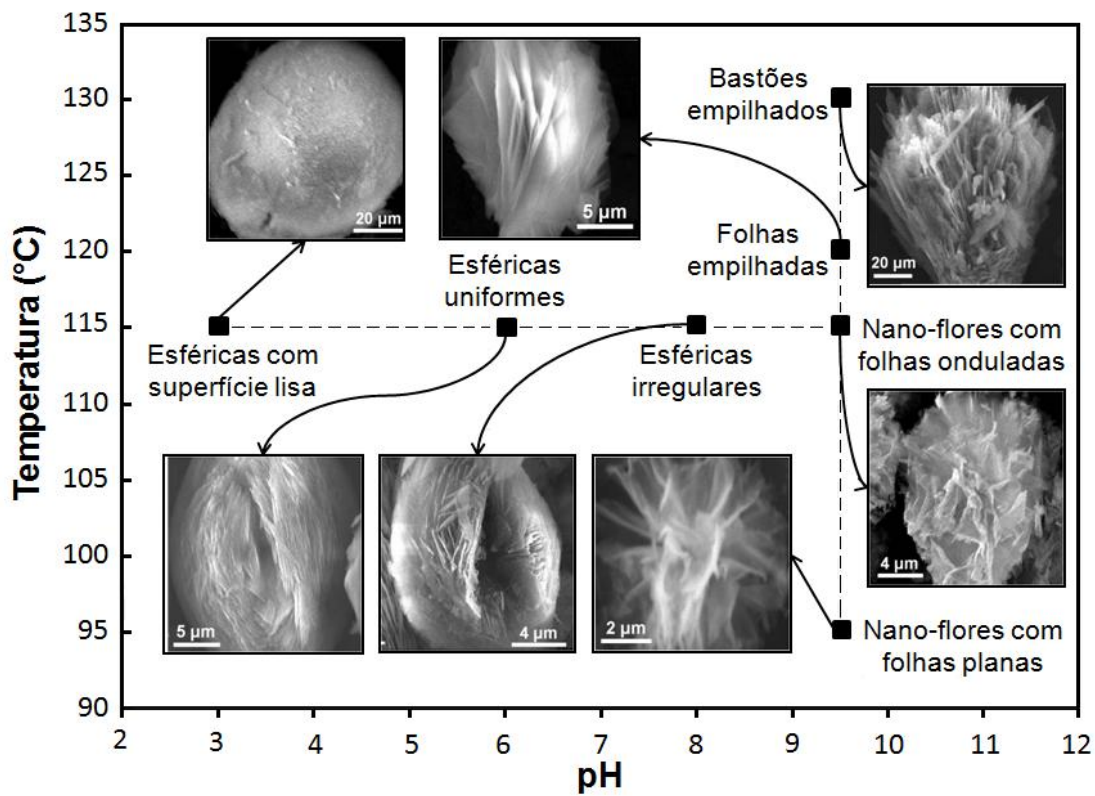 135
130
125
120
115
110
105
100
95
90
Temperatura (°C)
20 µm
5 µm
Bastões
empilhados
20 µm
Folhas
empilhadas
Esféricas
uniformes
Esféricas com
superfície lisa
Esféricas
irregulares
Nano-flores com
folhas onduladas
5 µm
4 µm
2 µm
4 µm
Nano-flores com
folhas planas
2 3 4 5 6 7 8 9 10 11 12
pH